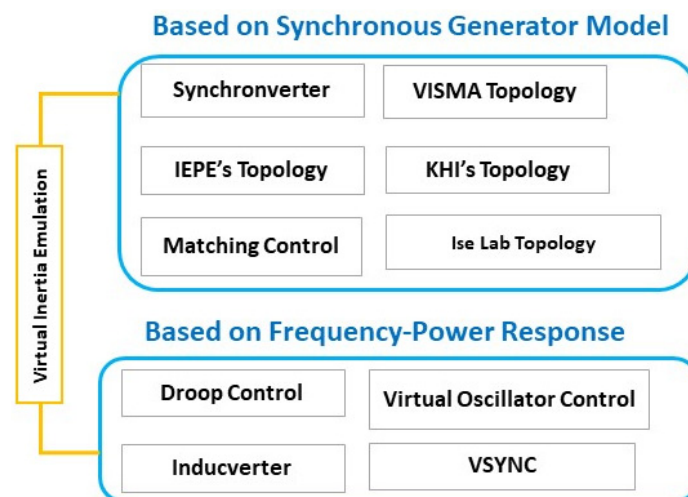 Based on Synchronous Generator Model
Synchronverter
VISMA Topology
IEPE's Topology
KHI's Topology
Matching Control
Ise Lab Topology
Virtual Inertia Emulation
Based on Frequency-Power Response
Droop Control
Virtual Oscillator Control
Inducverter
VSYNC